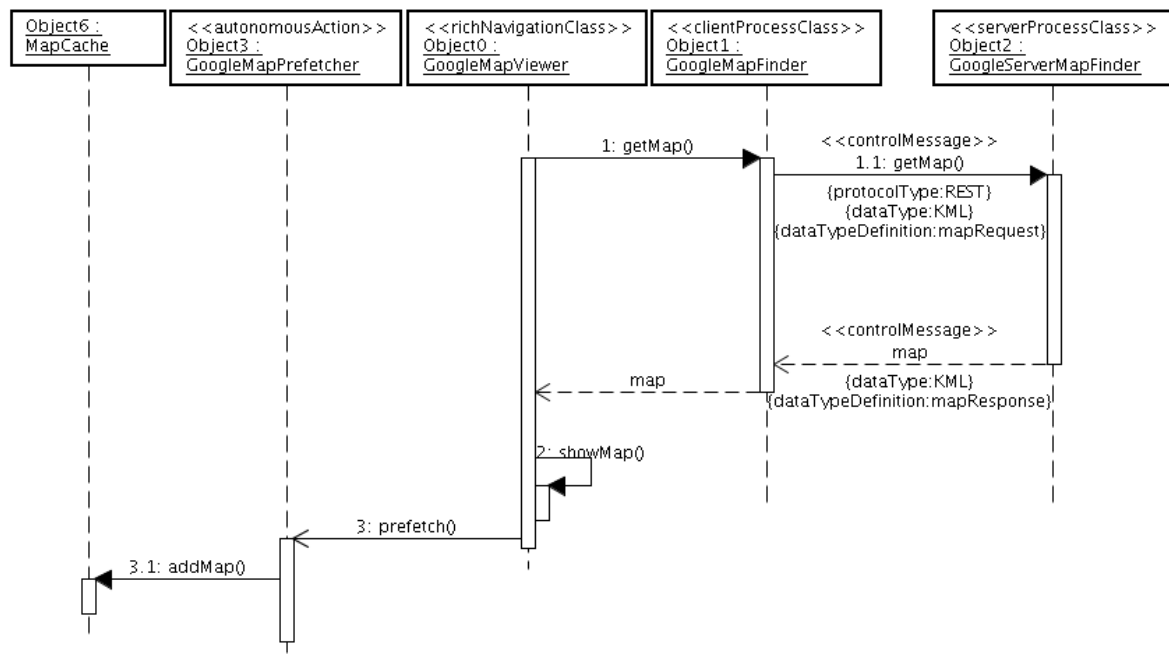 Object6 :
MapCache
<<autonomousAction>>
Object3 :
GoogleMapPrefetcher
<<richNavigationClass>>
Object0 :
GoogleMapViewer
<<clientProcessClass>>
Object1 :
GoogleMapFinder
<<serverProcessClass>>
Object2 :
GoogleServerMapFinder
1: getMap()
<<controlMessage>>
1.1: getMap()
{protocolType:REST}
{dataType:KML}
{dataTypeDefinition:mapRequest}
<<controlMessage>>
map
{dataType:KML}
{dataTypeDefinition:mapResponse}
map
2: showMap()
3: prefetch()
3.1: addMap()